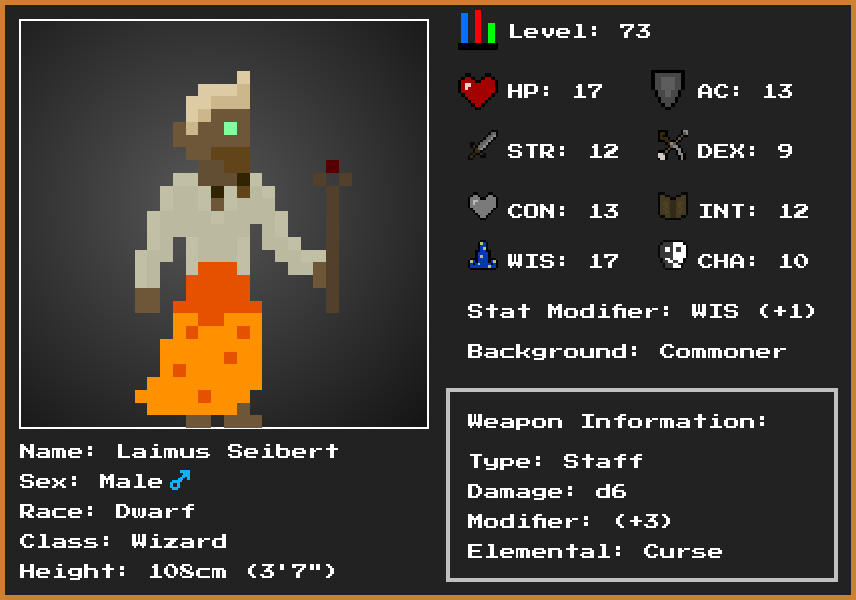 Level: 73
HP: 17 AC: 13
STR: 12 DEX: 9
CON: 13 INT: 12
WIS: 17 CHA: 10
Stat Modifier: WIS (+1)
Background: Commoner
Weapon Information:
Type: Staff
Damage: d6
Modifier: (+3)
Elemental: Curse
Name: Laimus Seibert
Sex: Male ♂
Race: Dwarf
Class: Wizard
Height: 108cm (3'7")